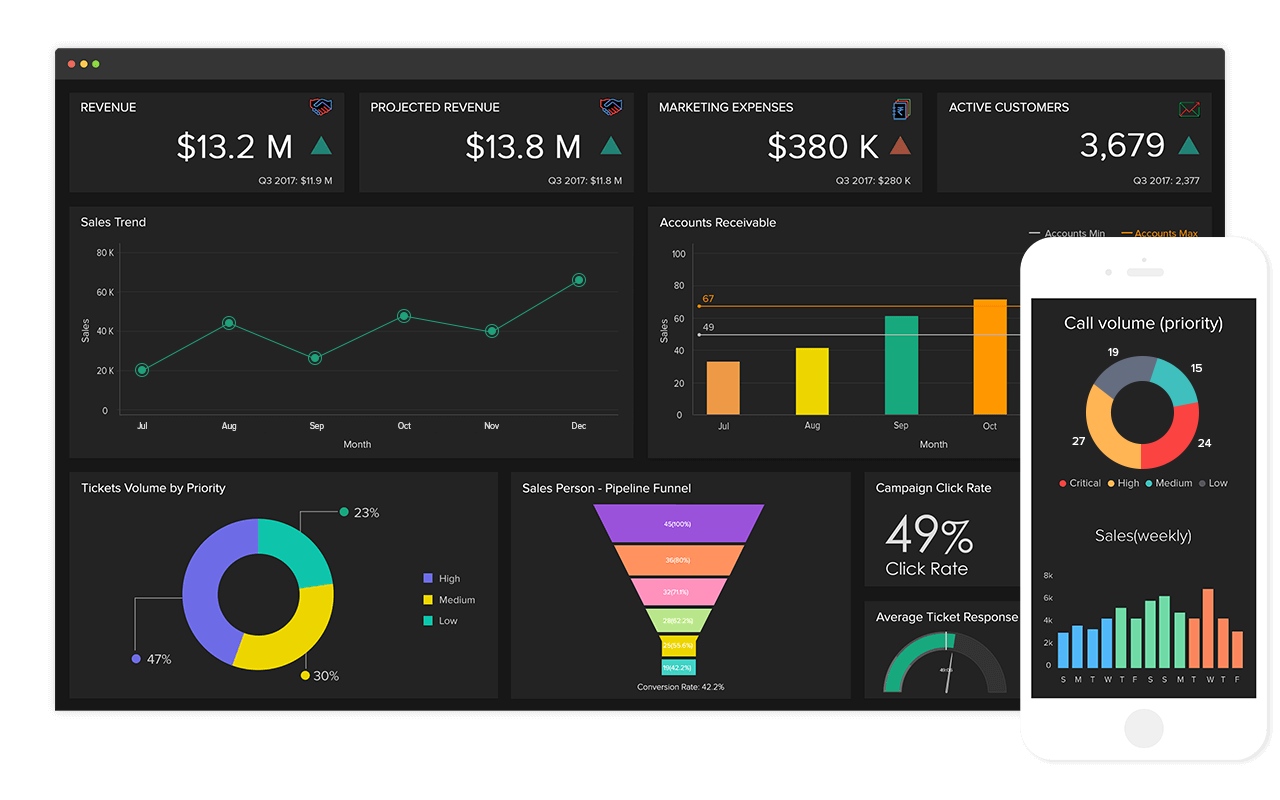 REVENUE
$13.2 M
Q3 2017: $11.9 M
PROJECTED REVENUE
$13.8 M
Q3 2017: $11.8 M
MARKETING EXPENSES
$380 K
Q3 2017: $280 K
ACTIVE CUSTOMERS
3,679
Q3 2017: 2,377
Sales Trend
80 K
60 K
40 K
20 K
0
Sales
Jul Aug Sep Oct Nov Dec
Month
Accounts Receivable
Accounts Min Accounts Max
100
80
60
40
20
0
Sales
67
49
Jul Aug Sep Oct
Month
Tickets Volume by Priority
23%
47%
30%
High
Medium
Low
Sales Person - Pipeline Funnel
45(100%)
36(80%)
32(71.1%)
28(62.2%)
25(55.6%)
19(42.2%)
Conversion Rate: 42.2%
Campaign Click Rate
49%
Click Rate
Average Ticket Response
Call volume (priority)
19
15
27
24
Critical High Medium Low
Sales(weekly)
8k
6k
4k
2k
0
S M T W T F S S M T W T F